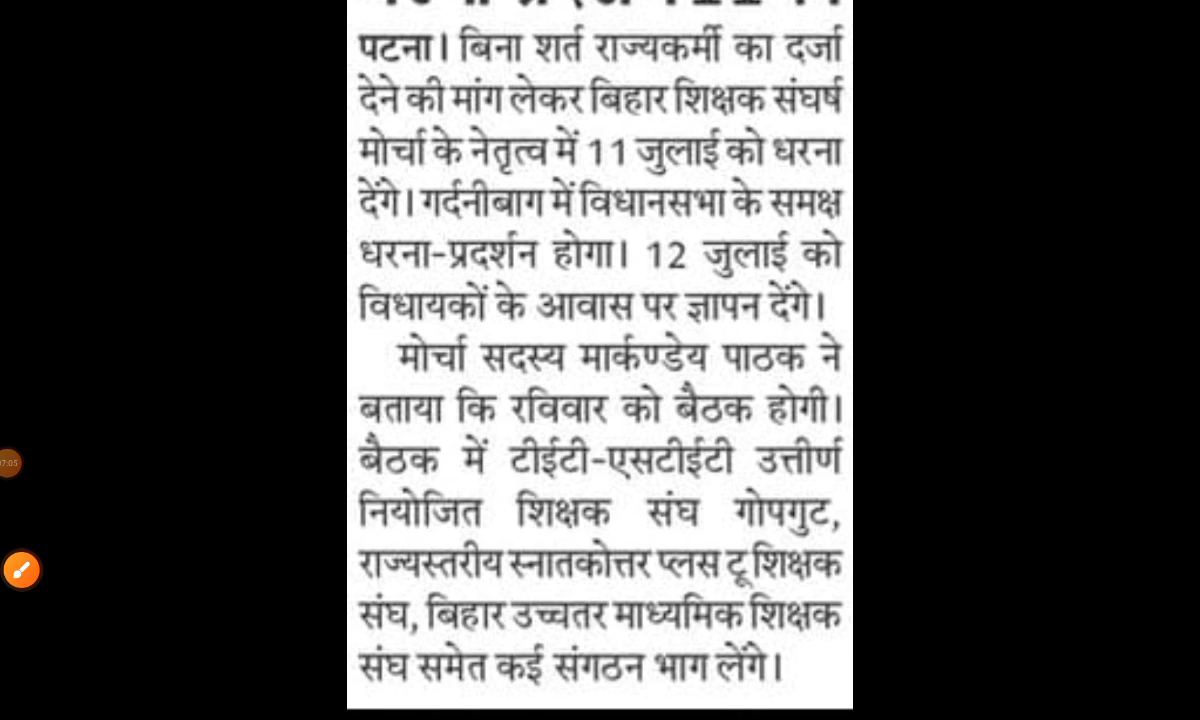 पटना। बिना शर्त राज्यकर्मी का दर्जा
देने की मांग लेकर बिहार शिक्षक संघर्ष
मोर्चा के नेतृत्व में 11 जुलाई को धरना
देंगे। गर्दनीबाग में विधानसभा के समक्ष
धरना-प्रदर्शन होगा। 12 जुलाई को
विधायकों के आवास पर ज्ञापन देंगे।
मोर्चा सदस्य मार्कण्डेय पाठक ने
बताया कि रविवार को बैठक होगी।
बैठक में टीईटी-एसटीईटी उत्तीर्ण
नियोजित शिक्षक संघ गोपगुट,
राज्यस्तरीय स्नातकोत्तर प्लस टू शिक्षक
संघ, बिहार उच्चतर माध्यमिक शिक्षक
संघ समेत कई संगठन भाग लेंगे।
07:05